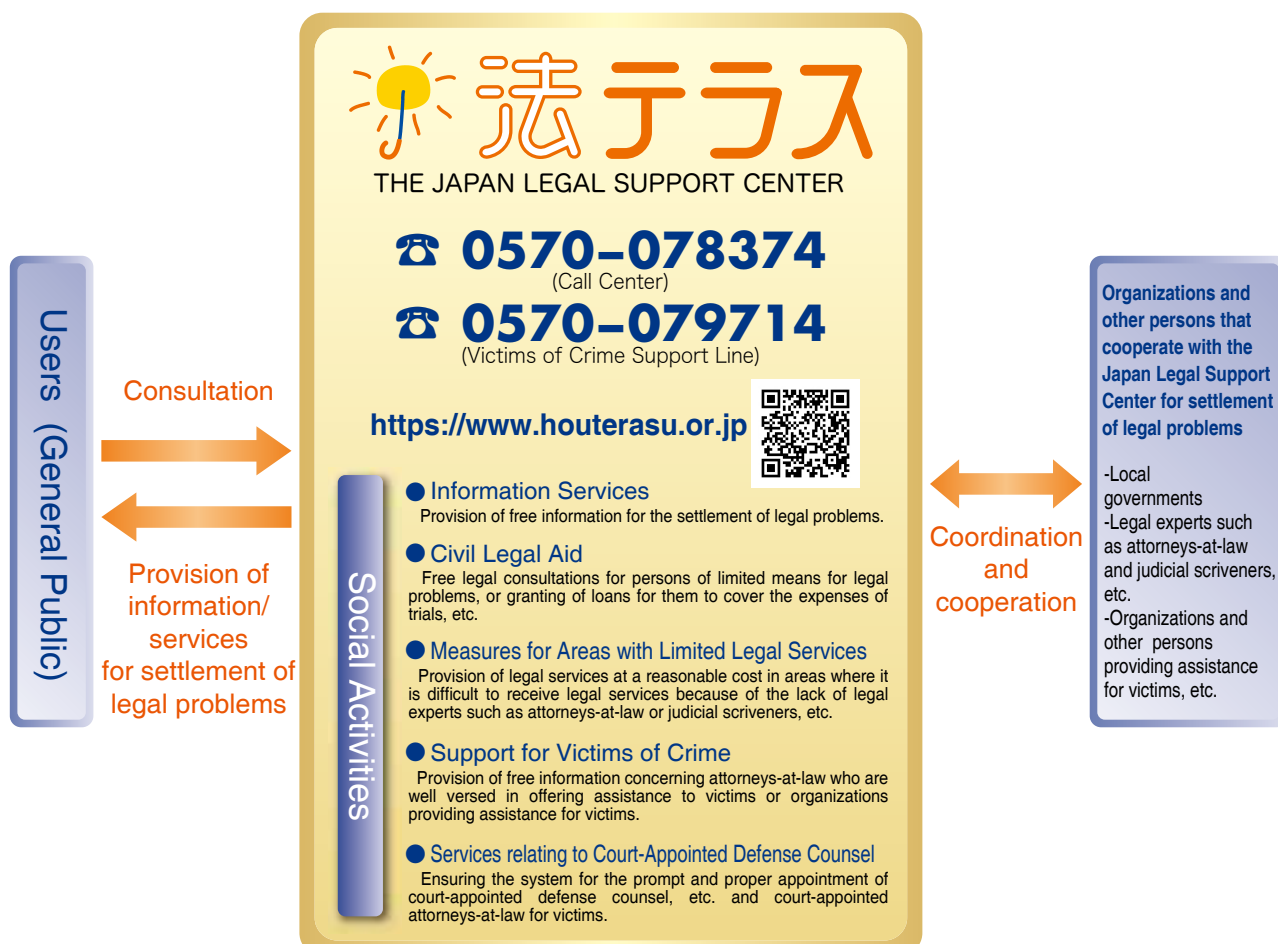 法テラス
THE JAPAN LEGAL SUPPORT CENTER
☎ 0570–078374
(Call Center)
☎ 0570–079714
(Victims of Crime Support Line)
https://www.houterasu.or.jp
Users (General Public)
Consultation
Provision of
information/
services
for settlement of
legal problems
Social Activities
● Information Services
Provision of free information for the settlement of legal problems.
● Civil Legal Aid
Free legal consultations for persons of limited means for legal
problems, or granting of loans for them to cover the expenses of
trials, etc.
● Measures for Areas with Limited Legal Services
Provision of legal services at a reasonable cost in areas where it
is difficult to receive legal services because of the lack of legal
experts such as attorneys-at-law or judicial scriveners, etc.
● Support for Victims of Crime
Provision of free information concerning attorneys-at-law who are
well versed in offering assistance to victims or organizations
providing assistance for victims.
● Services relating to Court-Appointed Defense Counsel
Ensuring the system for the prompt and proper appointment of
court-appointed defense counsel, etc. and court-appointed
attorneys-at-law for victims.
Coordination
and
cooperation
Organizations and
other persons that
cooperate with the
Japan Legal Support
Center for settlement
of legal problems
-Local
governments
-Legal experts such
as attorneys-at-law
and judicial scriveners,
etc.
-Organizations and
other persons
providing assistance
for victims, etc.